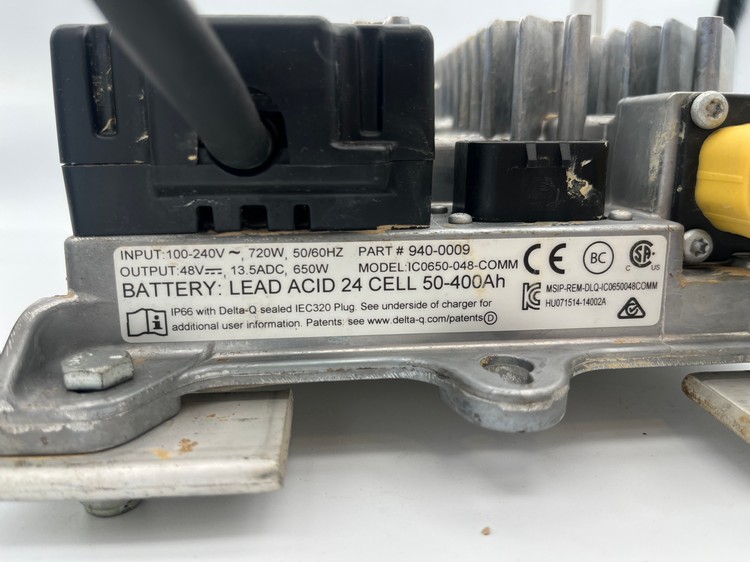 INPUT:100-240V ~, 720W, 50/60HZ PART # 940-0009
OUTPUT:48V⎓, 13.5ADC, 650W MODEL:IC0650-048-COMM
BATTERY: LEAD ACID 24 CELL 50-400Ah
IP66 with Delta-Q sealed IEC320 Plug. See underside of charger for
additional user information. Patents: see www.delta-q.com/patents D
CE BC SA C US
MSIP-REM-DLQ-IC0650048COMM
HU071514-14002A